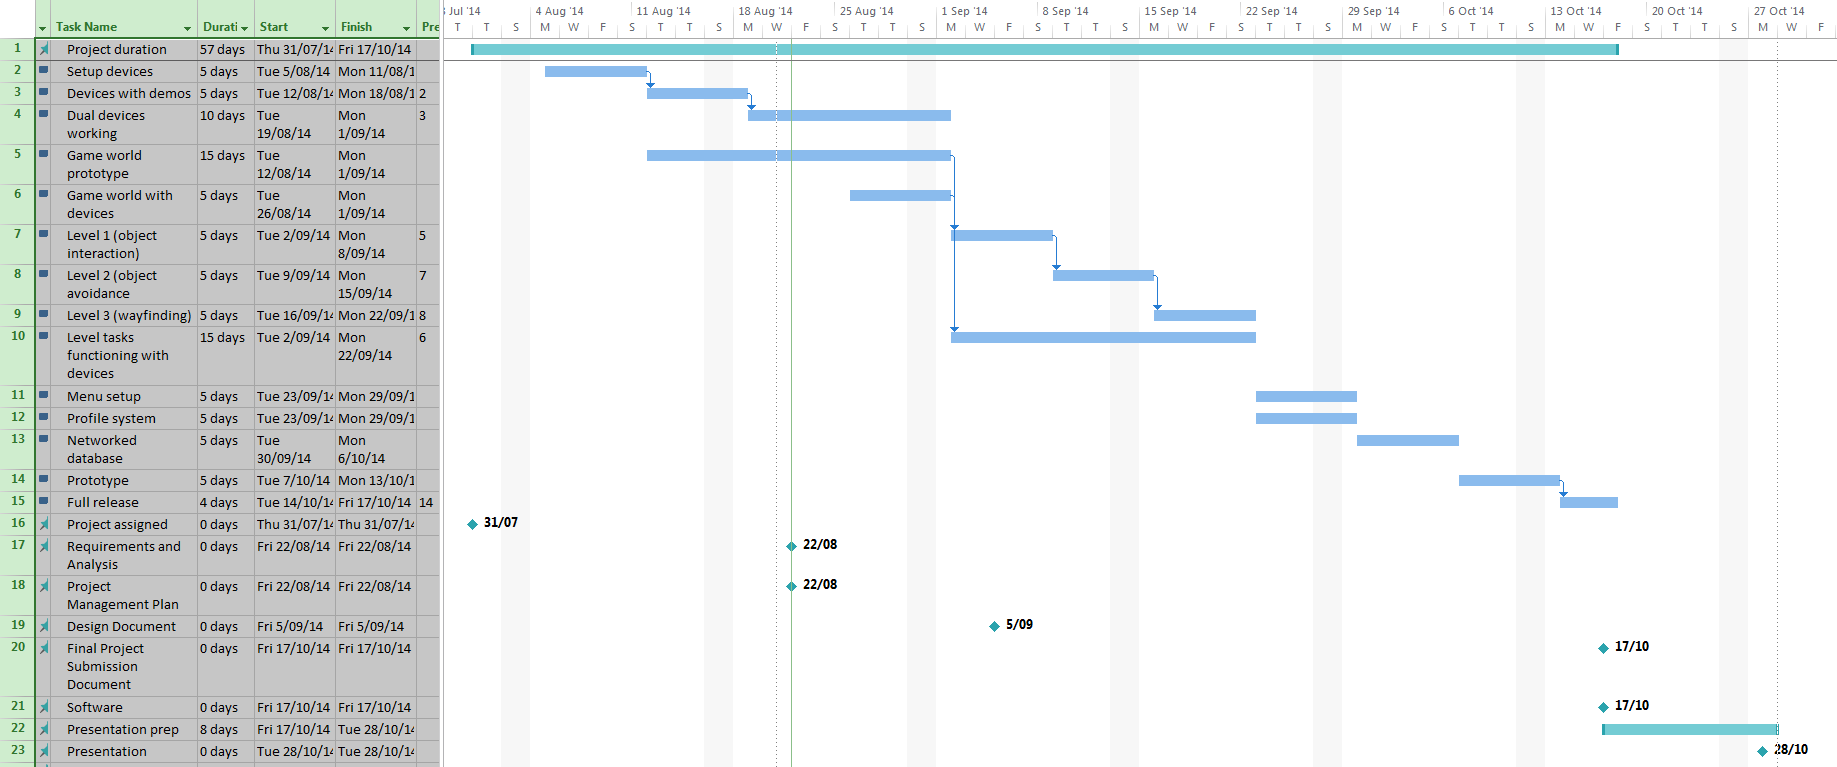 3 Jul '14 4 Aug '14 11 Aug '14 18 Aug '14 25 Aug '14 1 Sep '14 8 Sep '14 15 Sep '14 22 Sep '14 29 Sep '14 6 Oct '14 13 Oct '14 20 Oct '14 27 Oct '14
Task Name Durati Start Finish Pre
T T S M W F S T T S M W F S T T S M W F S T T S M W F S T T S M W F S T T S M W F S T T S M W F
1 Project duration 57 days Thu 31/07/14 Fri 17/10/14
2 Setup devices 5 days Tue 5/08/14 Mon 11/08/1
3 Devices with demos 5 days Tue 12/08/14 Mon 18/08/1 2
4 Dual devices 10 days Tue Mon 3
working 19/08/14 1/09/14
5 Game world 15 days Tue Mon
prototype 12/08/14 1/09/14
6 Game world with 5 days Tue Mon
devices 26/08/14 1/09/14
7 Level 1 (object 5 days Tue 2/09/14 Mon 5
interaction) 8/09/14
8 Level 2 (object 5 days Tue 9/09/14 Mon 7
avoidance 15/09/14
9 Level 3 (wayfinding) 5 days Tue 16/09/14 Mon 22/09/1 8
10 Level tasks 15 days Tue 2/09/14 Mon 6
functioning with 22/09/14
devices
11 Menu setup 5 days Tue 23/09/14 Mon 29/09/1
12 Profile system 5 days Tue 23/09/14 Mon 29/09/1
13 Networked 5 days Tue Mon
database 30/09/14 6/10/14
14 Prototype 5 days Tue 7/10/14 Mon 13/10/1
15 Full release 4 days Tue 14/10/14 Fri 17/10/14 14
16 Project assigned 0 days Thu 31/07/14 Thu 31/07/14 31/07
17 Requirements and 0 days Fri 22/08/14 Fri 22/08/14 22/08
Analysis
18 Project 0 days Fri 22/08/14 Fri 22/08/14 22/08
Management Plan
19 Design Document 0 days Fri 5/09/14 Fri 5/09/14 5/09
20 Final Project 0 days Fri 17/10/14 Fri 17/10/14 17/10
Submission
Document
21 Software 0 days Fri 17/10/14 Fri 17/10/14 17/10
22 Presentation prep 8 days Fri 17/10/14 Tue 28/10/14
23 Presentation 0 days Tue 28/10/14 Tue 28/10/14 28/10